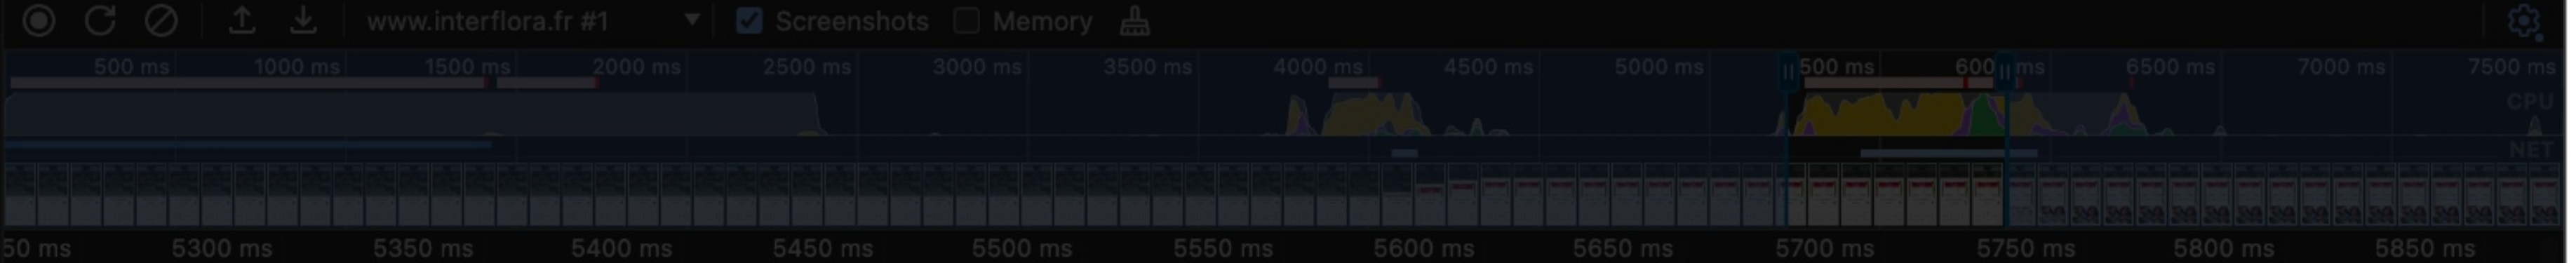 www.interflora.fr #1 Screenshots Memory
500 ms 1000 ms 1500 ms 2000 ms 2500 ms 3000 ms 3500 ms 4000 ms 4500 ms 5000 ms 500 ms 600 ms 6500 ms 7000 ms 7500 ms
CPU
NET
50 ms 5300 ms 5350 ms 5400 ms 5450 ms 5500 ms 5550 ms 5600 ms 5650 ms 5700 ms 5750 ms 5800 ms 5850 ms